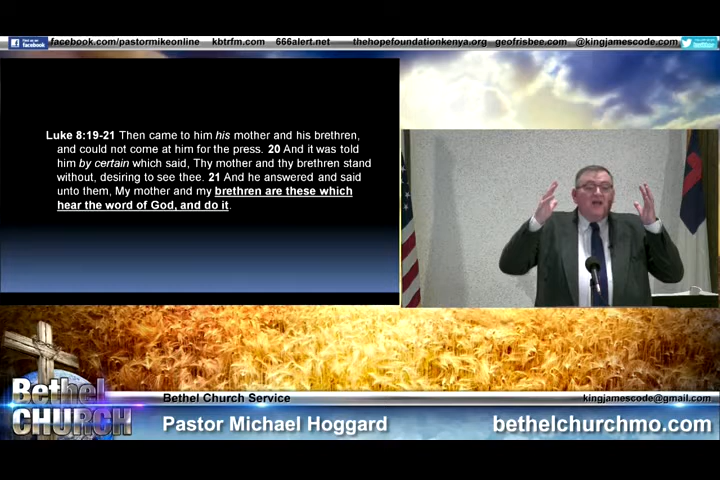 facebook.com/pastormikeonline kbtrfm.com 666alert.net thehopefoundationkenya.org geofrisbee.com @kingjamescode.com
Luke 8:19-21 Then came to him his mother and his brethren,
and could not come at him for the press. 20 And it was told
him by certain which said, Thy mother and thy brethren stand
without, desiring to see thee. 21 And he answered and said
unto them, My mother and my brethren are these which
hear the word of God, and do it.
Bethel
CHURCH
Bethel Church Service kingjamescode@gmail.com
Pastor Michael Hoggard bethelchurchmo.com